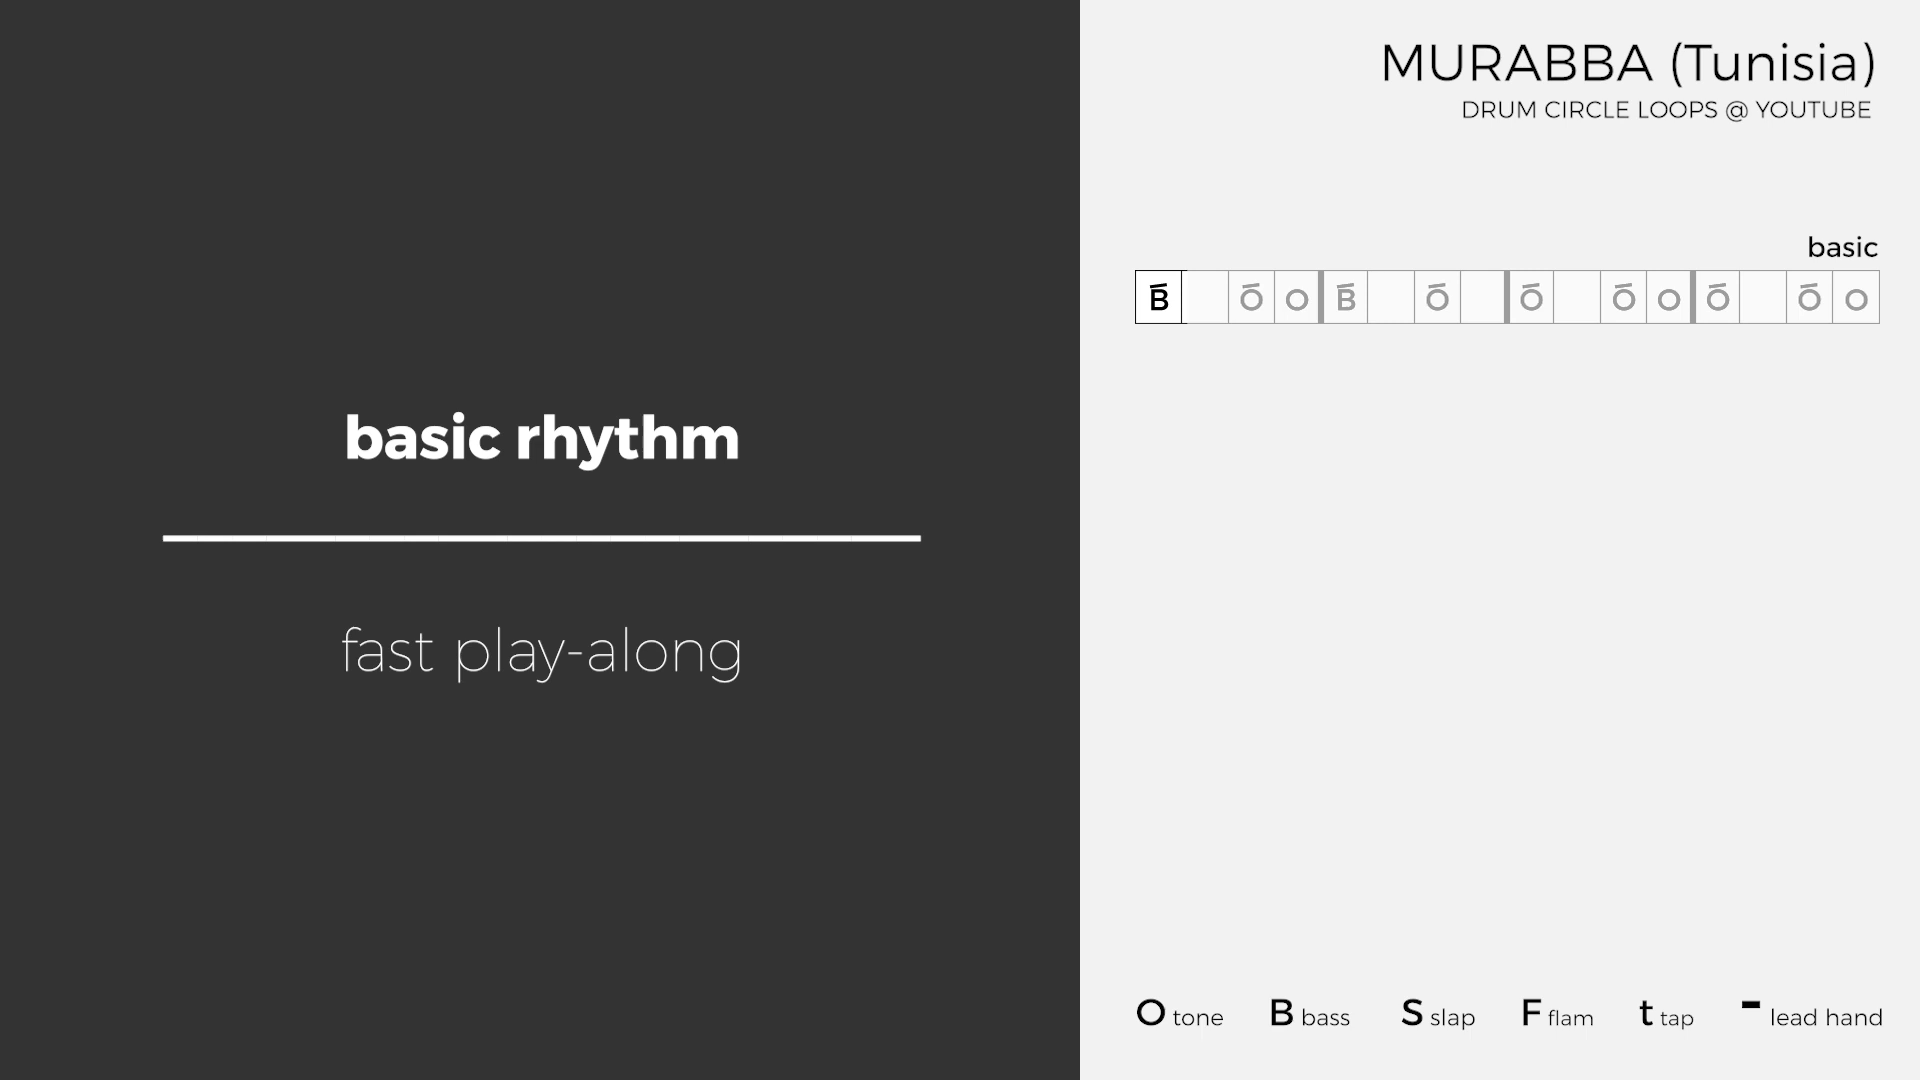 basic rhythm
fast play-along
MURABBA (Tunisia)
DRUM CIRCLE LOOPS @ YOUTUBE
basic
B̄ Ō O B̄ Ō Ō Ō O Ō Ō O
O tone B bass S slap F flam t tap - lead hand